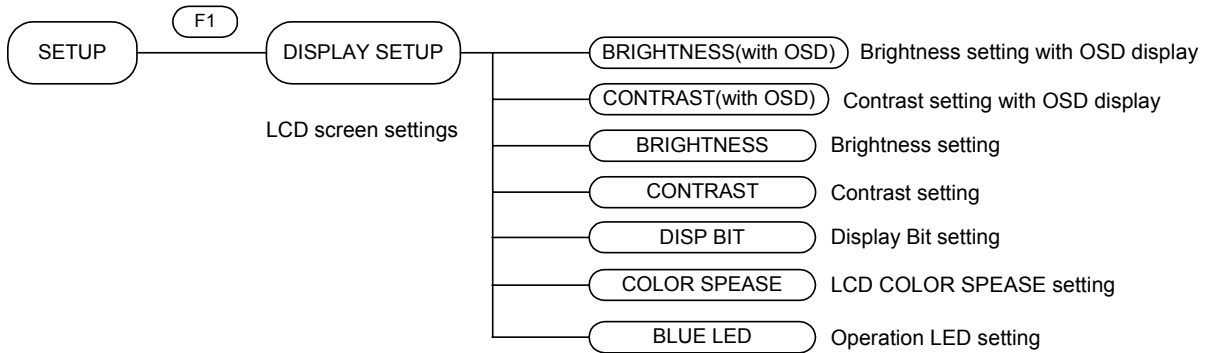 F1
SETUP
DISPLAY SETUP
LCD screen settings
BRIGHTNESS(with OSD) Brightness setting with OSD display
CONTRAST(with OSD) Contrast setting with OSD display
BRIGHTNESS Brightness setting
CONTRAST Contrast setting
DISP BIT Display Bit setting
COLOR SPEASE LCD COLOR SPEASE setting
BLUE LED Operation LED setting